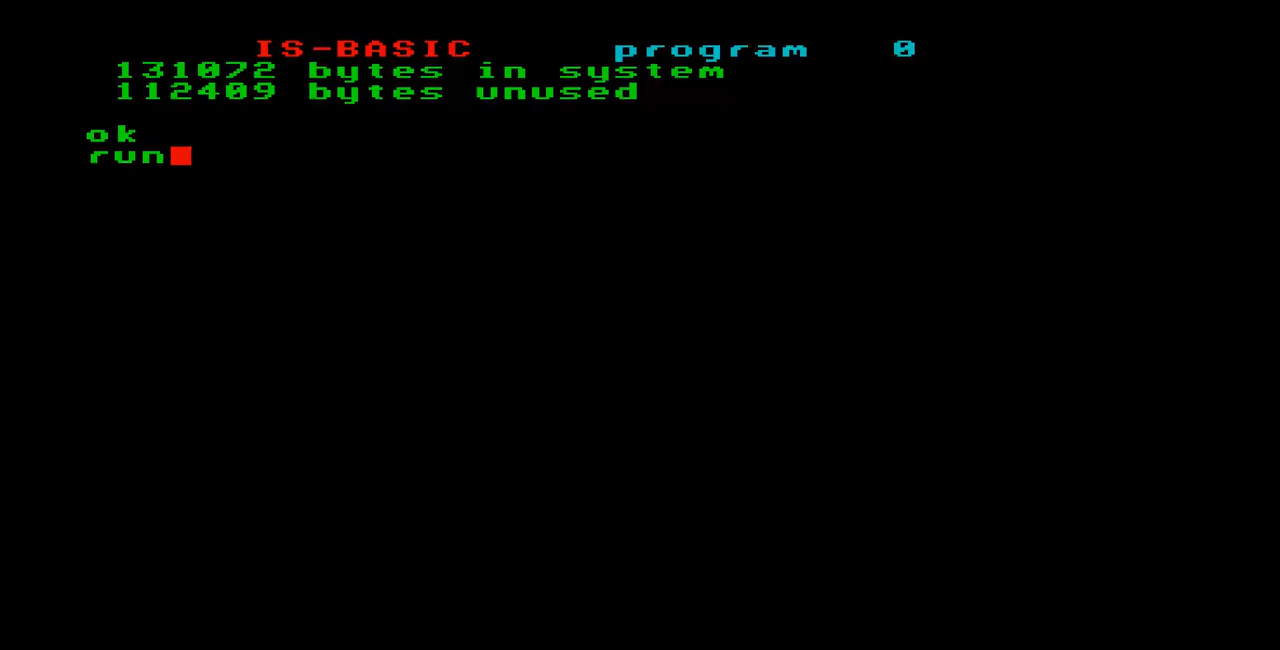 IS-BASIC program 0
131072 bytes in system
112409 bytes unused
ok
run